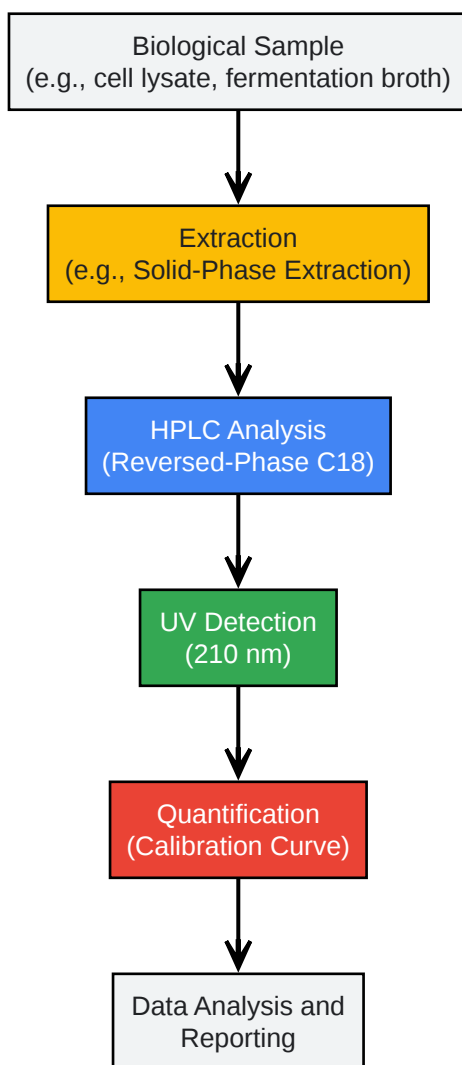 Biological Sample
(e.g., cell lysate, fermentation broth)
Extraction
(e.g., Solid-Phase Extraction)
HPLC Analysis
(Reversed-Phase C18)
UV Detection
(210 nm)
Quantification
(Calibration Curve)
Data Analysis and
Reporting